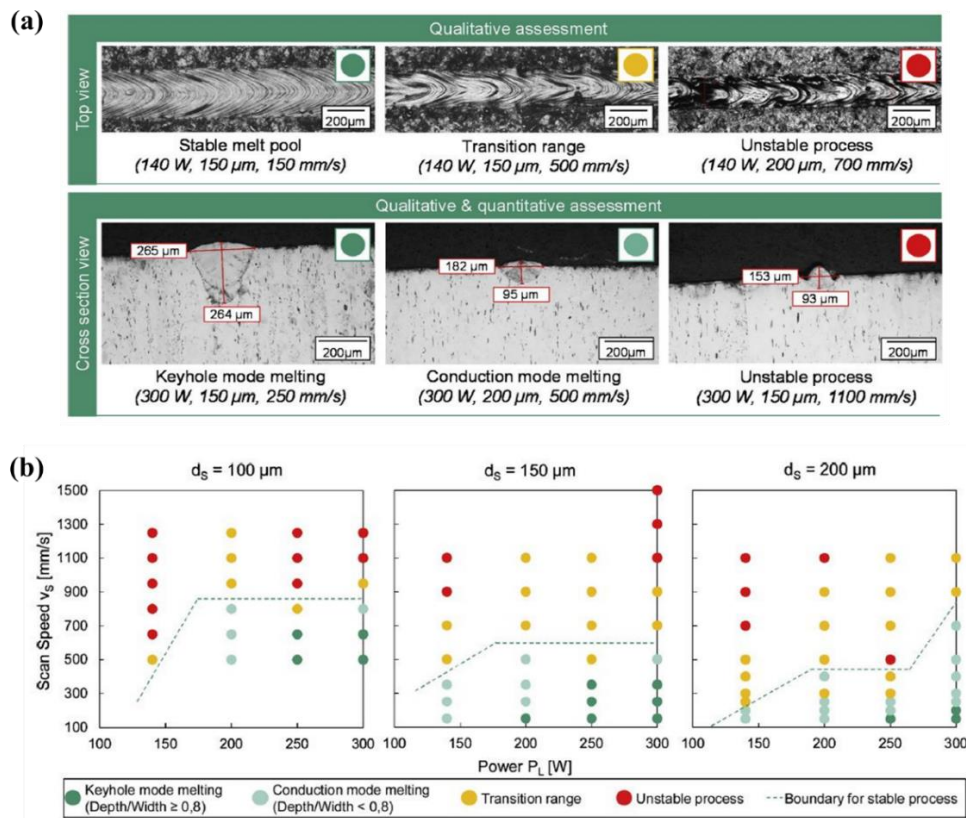 (a)
Qualitative assessment
Top view
200µm
200µm
200µm
Stable melt pool
(140 W, 150 µm, 150 mm/s)
Transition range
(140 W, 150 µm, 500 mm/s)
Unstable process
(140 W, 200 µm, 700 mm/s)
Qualitative & quantitative assessment
Cross section view
265 µm
264 µm
200µm
182 µm
95 µm
200µm
153 µm
93 µm
200µm
Keyhole mode melting
(300 W, 150 µm, 250 mm/s)
Conduction mode melting
(300 W, 200 µm, 500 mm/s)
Unstable process
(300 W, 150 µm, 1100 mm/s)
(b)
dS = 100 µm
dS = 150 µm
dS = 200 µm
Scan Speed vS [mm/s]
1500
1300
1100
900
700
500
300
100
100 150 200 250 300
100 150 200 250 300
100 150 200 250 300
Power PL [W]
Keyhole mode melting
(Depth/Width ≥ 0,8)
Conduction mode melting
(Depth/Width < 0,8)
Transition range
Unstable process
Boundary for stable process